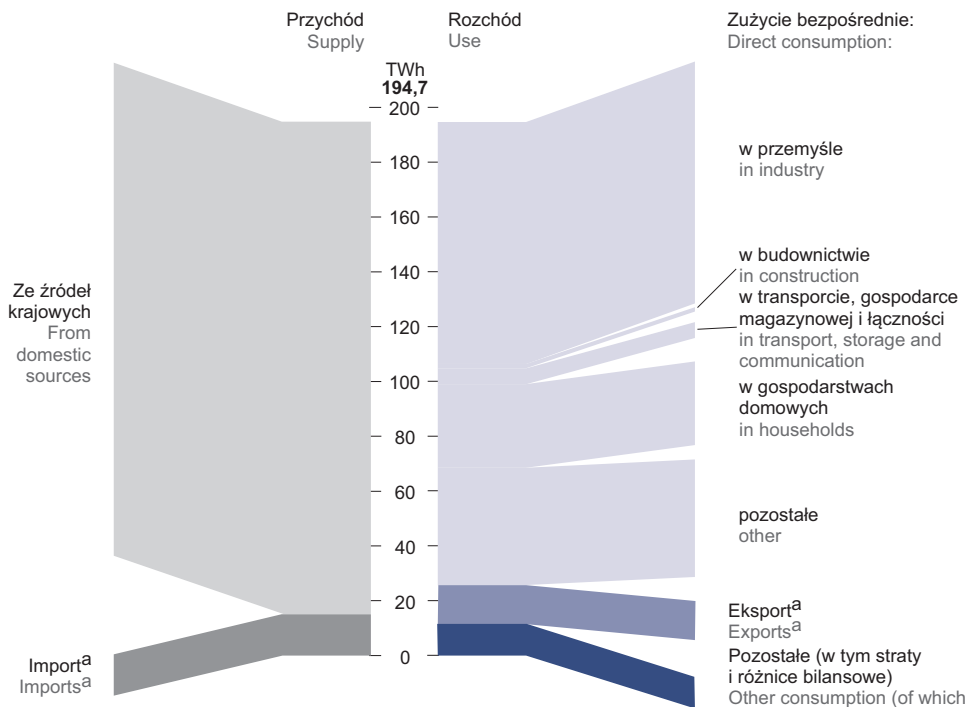 Przychód
Supply
Rozchód
Use
Zużycie bezpośrednie:
Direct consumption:
TWh
194,7
200
180
160
140
120
100
80
60
40
20
0
Ze źródeł
krajowych
From
domestic
sources
Importᵃ
Importsᵃ
w przemyśle
in industry
w budownictwie
in construction
w transporcie, gospodarce
magazynowej i łączności
in transport, storage and
communication
w gospodarstwach
domowych
in households
pozostałe
other
Eksportᵃ
Exportsᵃ
Pozostałe (w tym straty
i różnice bilansowe)
Other consumption (of which